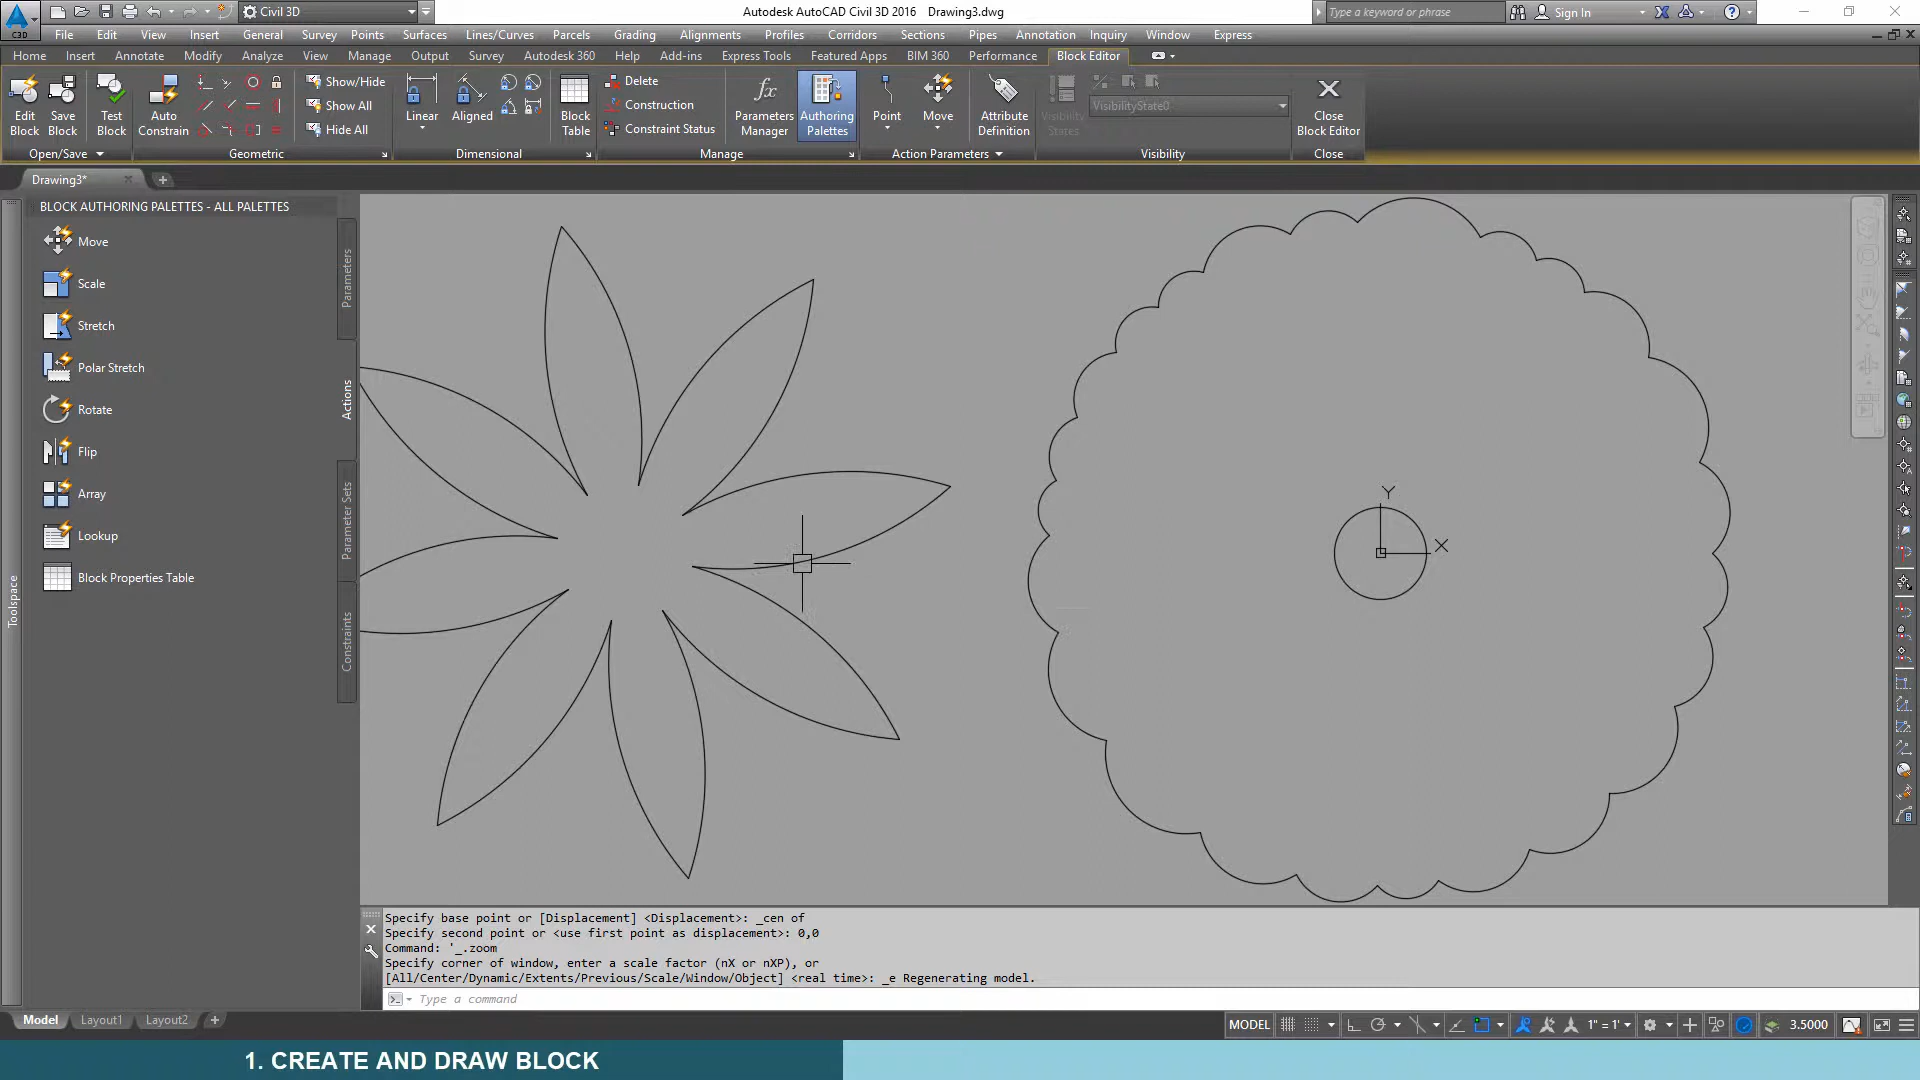 C3D
Civil 3D
Autodesk AutoCAD Civil 3D 2016 Drawing3.dwg
Type a keyword or phrase
Sign In
File Edit View Insert General Survey Points Surfaces Lines/Curves Parcels Grading Alignments Profiles Corridors Sections Pipes Annotation Inquiry Window Express
Home Insert Annotate Modify Analyze View Manage Output Survey Autodesk 360 Help Add-ins Express Tools Featured Apps BIM 360 Performance Block Editor
Edit Block
Save Block
Test Block
Open/Save
Auto Constrain
Show/Hide
Show All
Hide All
Geometric
Linear
Aligned
Dimensional
Block Table
Delete
Construction
Constraint Status
Manage
fx
Parameters Manager
Authoring Palettes
Point
Move
Action Parameters
Attribute Definition
Visibility States
VisibilityState0
Visibility
Close Block Editor
Close
Drawing3*
BLOCK AUTHORING PALETTES - ALL PALETTES
Move
Scale
Stretch
Polar Stretch
Rotate
Flip
Array
Lookup
Block Properties Table
Parameters
Actions
Parameter Sets
Constraints
Toolspace
Y
X
Specify base point or [Displacement] <Displacement>: _cen of
Specify second point or <use first point as displacement>: 0,0
Command: '_.zoom
Specify corner of window, enter a scale factor (nX or nXP), or
[All/Center/Dynamic/Extents/Previous/Scale/Window/Object] <real time>: _e Regenerating model.
Type a command
Model Layout1 Layout2
MODEL
1" = 1'
3.5000
1. CREATE AND DRAW BLOCK